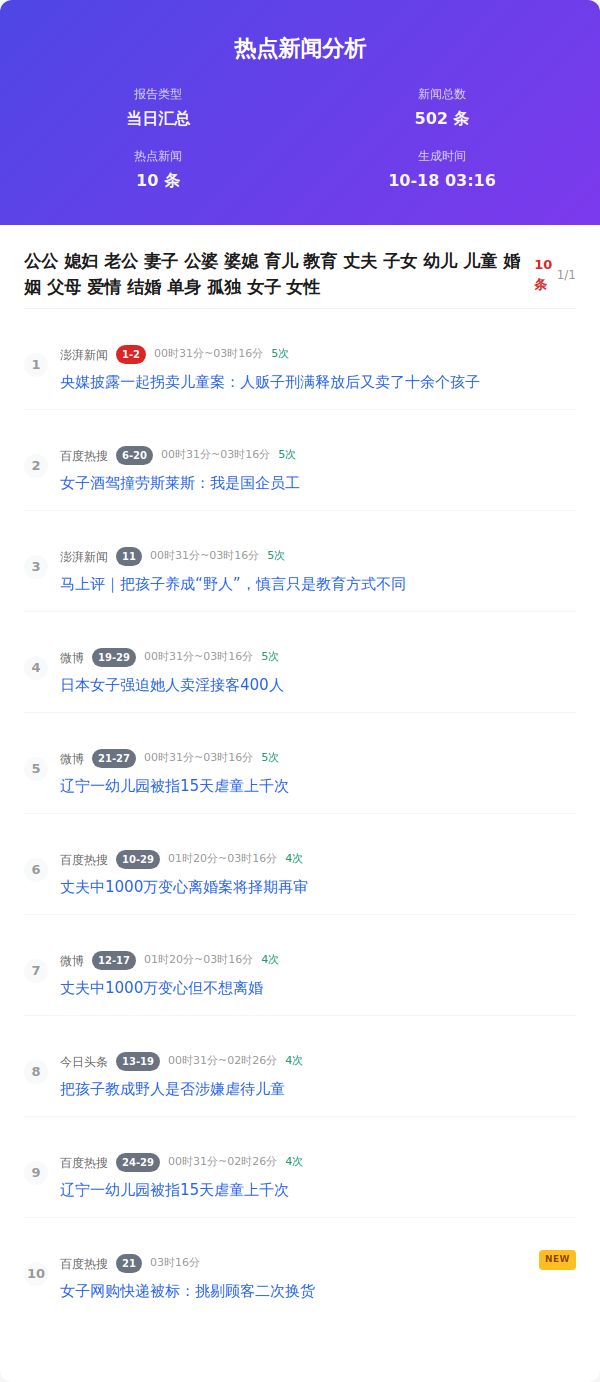 热点新闻分析
报告类型
当日汇总
新闻总数
502 条
热点新闻
10 条
生成时间
10-18 03:16
公公 媳妇 老公 妻子 公婆 婆媳 育儿 教育 丈夫 子女 幼儿 儿童 婚
姻 父母 爱情 结婚 单身 孤独 女子 女性
10
条
1/1
1
澎湃新闻 1-2 00时31分~03时16分 5次
央媒披露一起拐卖儿童案：人贩子刑满释放后又卖了十余个孩子
2
百度热搜 6-20 00时31分~03时16分 5次
女子酒驾撞劳斯莱斯：我是国企员工
3
澎湃新闻 11 00时31分~03时16分 5次
马上评｜把孩子养成“野人”，慎言只是教育方式不同
4
微博 19-29 00时31分~03时16分 5次
日本女子强迫她人卖淫接客400人
5
微博 21-27 00时31分~03时16分 5次
辽宁一幼儿园被指15天虐童上千次
6
百度热搜 10-29 01时20分~03时16分 4次
丈夫中1000万变心离婚案将择期再审
7
微博 12-17 01时20分~03时16分 4次
丈夫中1000万变心但不想离婚
8
今日头条 13-19 00时31分~02时26分 4次
把孩子教成野人是否涉嫌虐待儿童
9
百度热搜 24-29 00时31分~02时26分 4次
辽宁一幼儿园被指15天虐童上千次
10
百度热搜 21 03时16分
NEW
女子网购快递被标：挑剔顾客二次换货